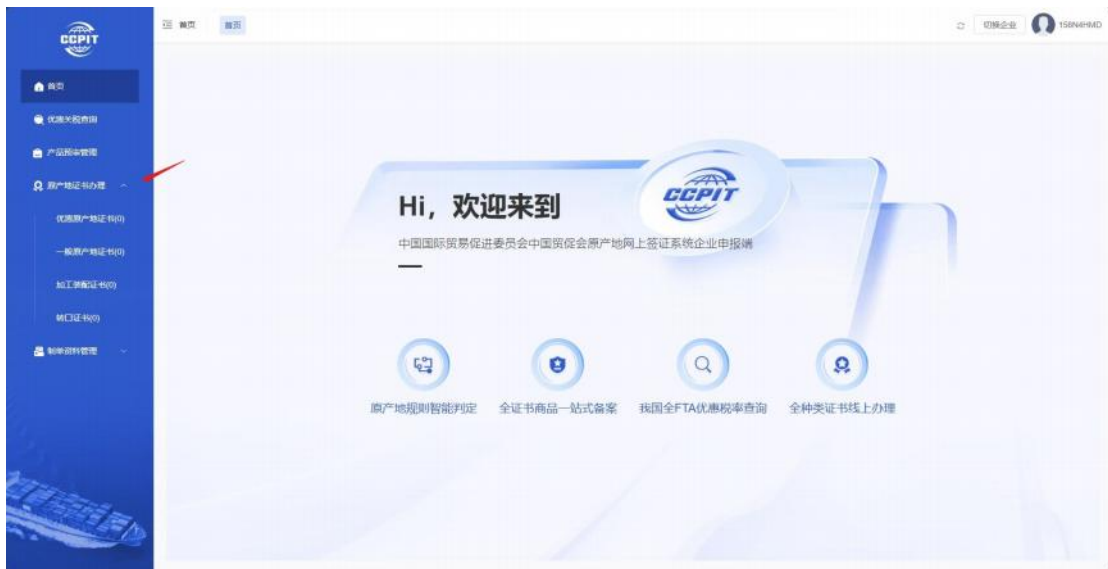 CCPIT
首页
优惠关税查询
产品预审管理
原产地证书办理
优惠原产地证书(0)
一般原产地证书(0)
加工装配证书(0)
转口证书(0)
制单资料管理
首页
首页
切换企业
158N4HMD
CCPIT
Hi，欢迎来到
中国国际贸易促进委员会中国贸促会原产地网上签证系统企业申报端
原产地规则智能判定
全证书商品一站式备案
我国全FTA优惠税率查询
全种类证书线上办理